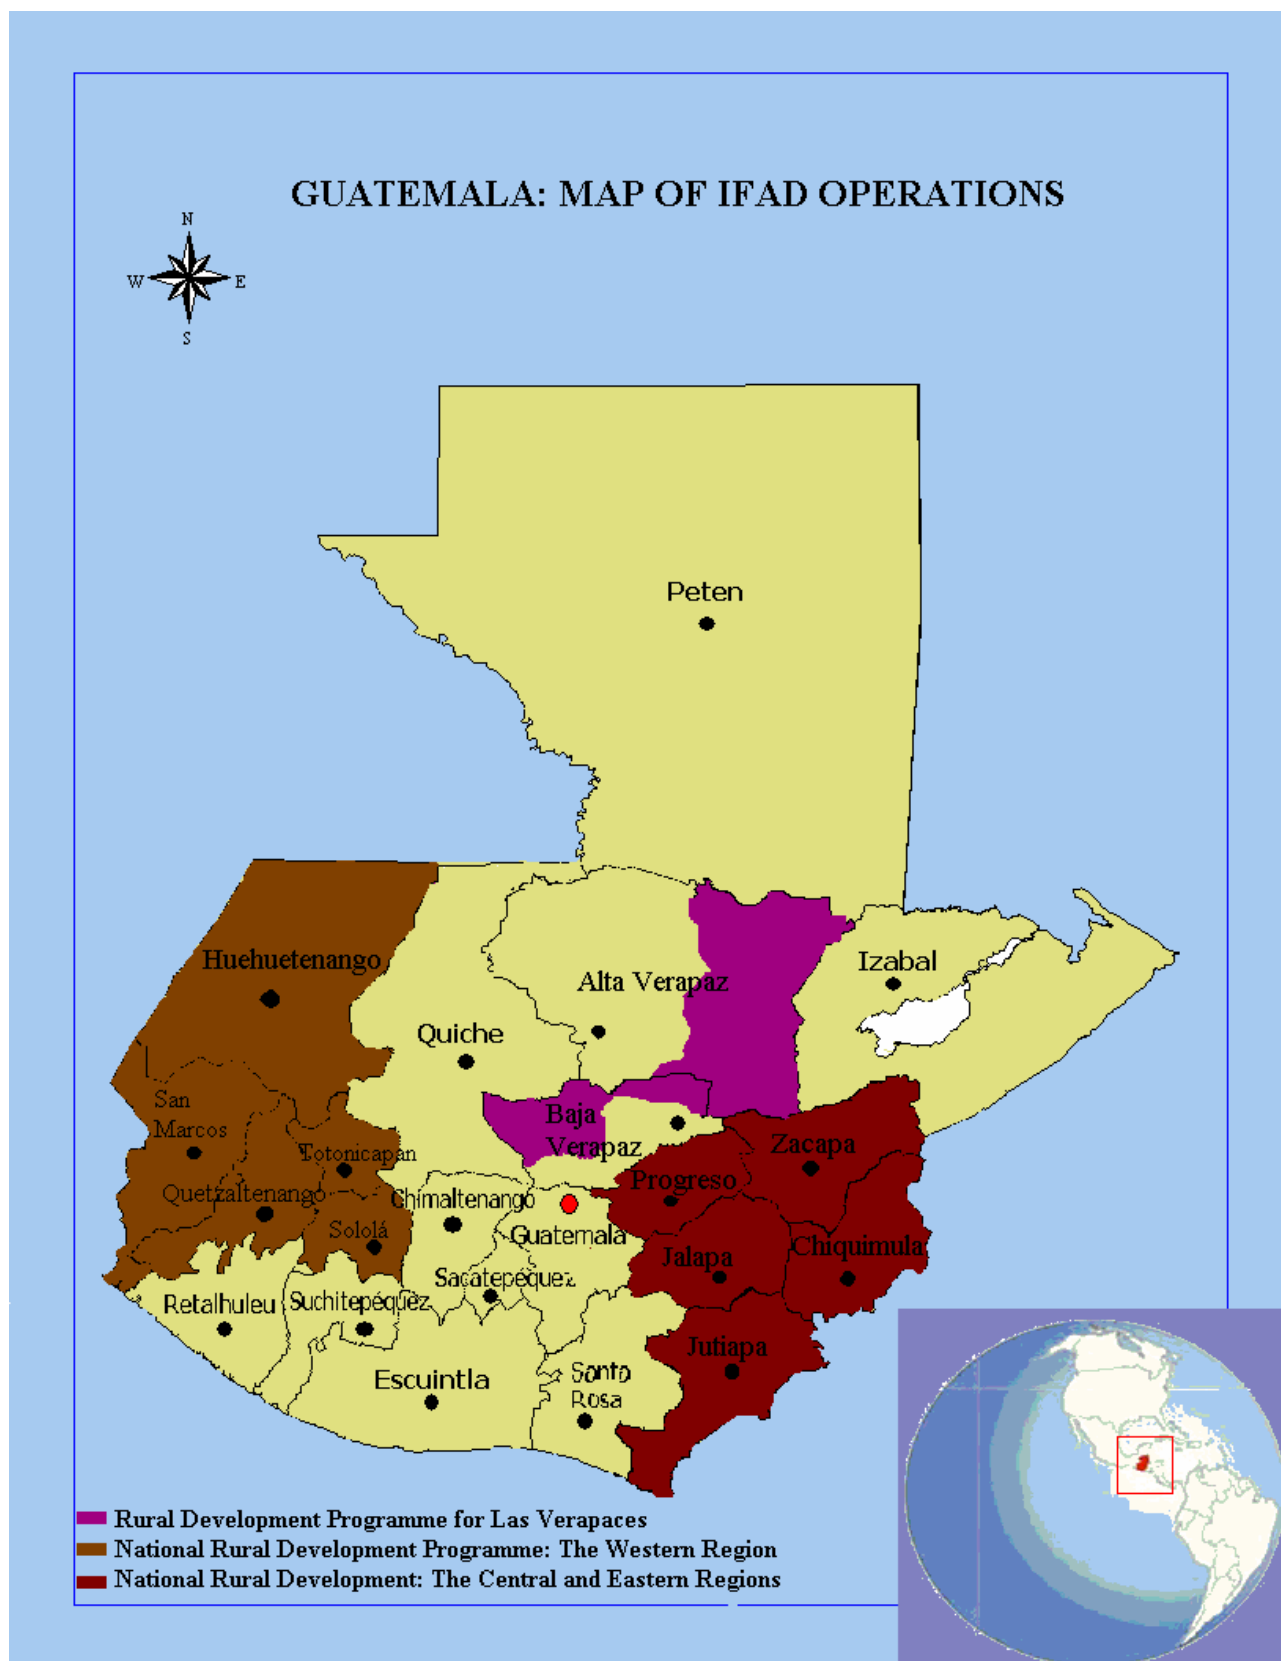 GUATEMALA: MAP OF IFAD OPERATIONS
N
W
E
S
Peten
Huehuetenango
Izabal
Alta Verapaz
Quiche
San
Marcos
Baja
Verapaz
Totonicapán
Zacapa
Quetzaltenango
Chimaltenango
Progreso
Sololá
Guatemala
Jalapa
Chiquimula
Sacatepéquez
Retalhuleu
Suchitepéquez
Jutiapa
Escuintla
Santa
Rosa
Rural Development Programme for Las Verapaces
National Rural Development Programme: The Western Region
National Rural Development: The Central and Eastern Regions